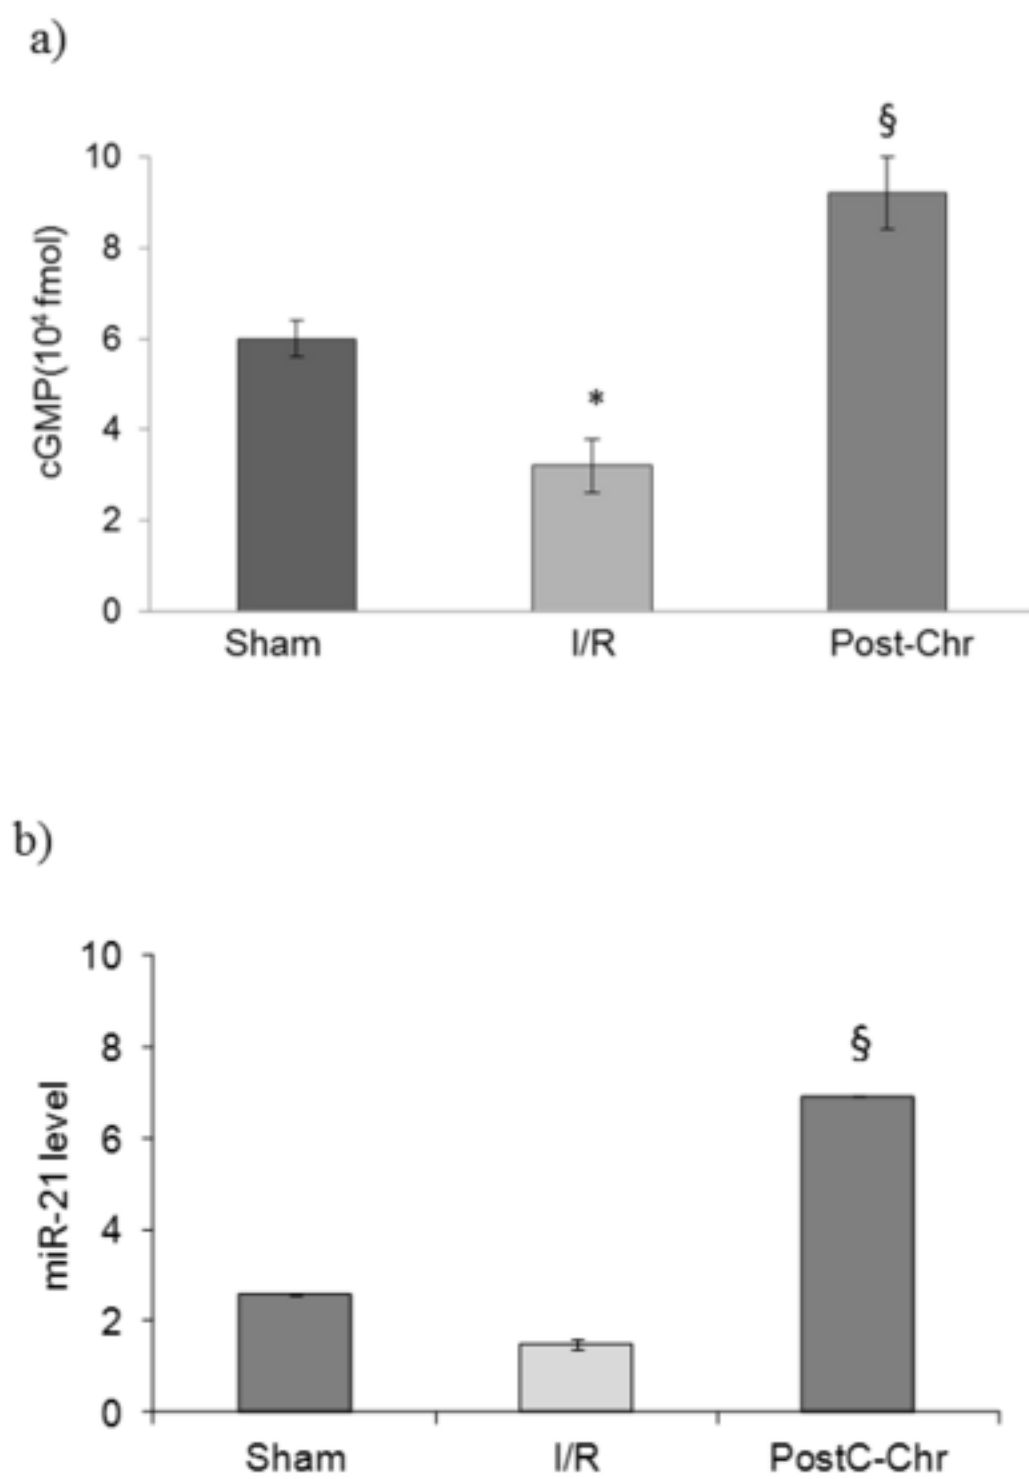 a)
§
10
8
6
4
2
0
cGMP(10⁴ fmol)
*
Sham I/R Post-Chr
b)
10
8
6
4
2
0
miR-21 level
§
Sham I/R PostC-Chr